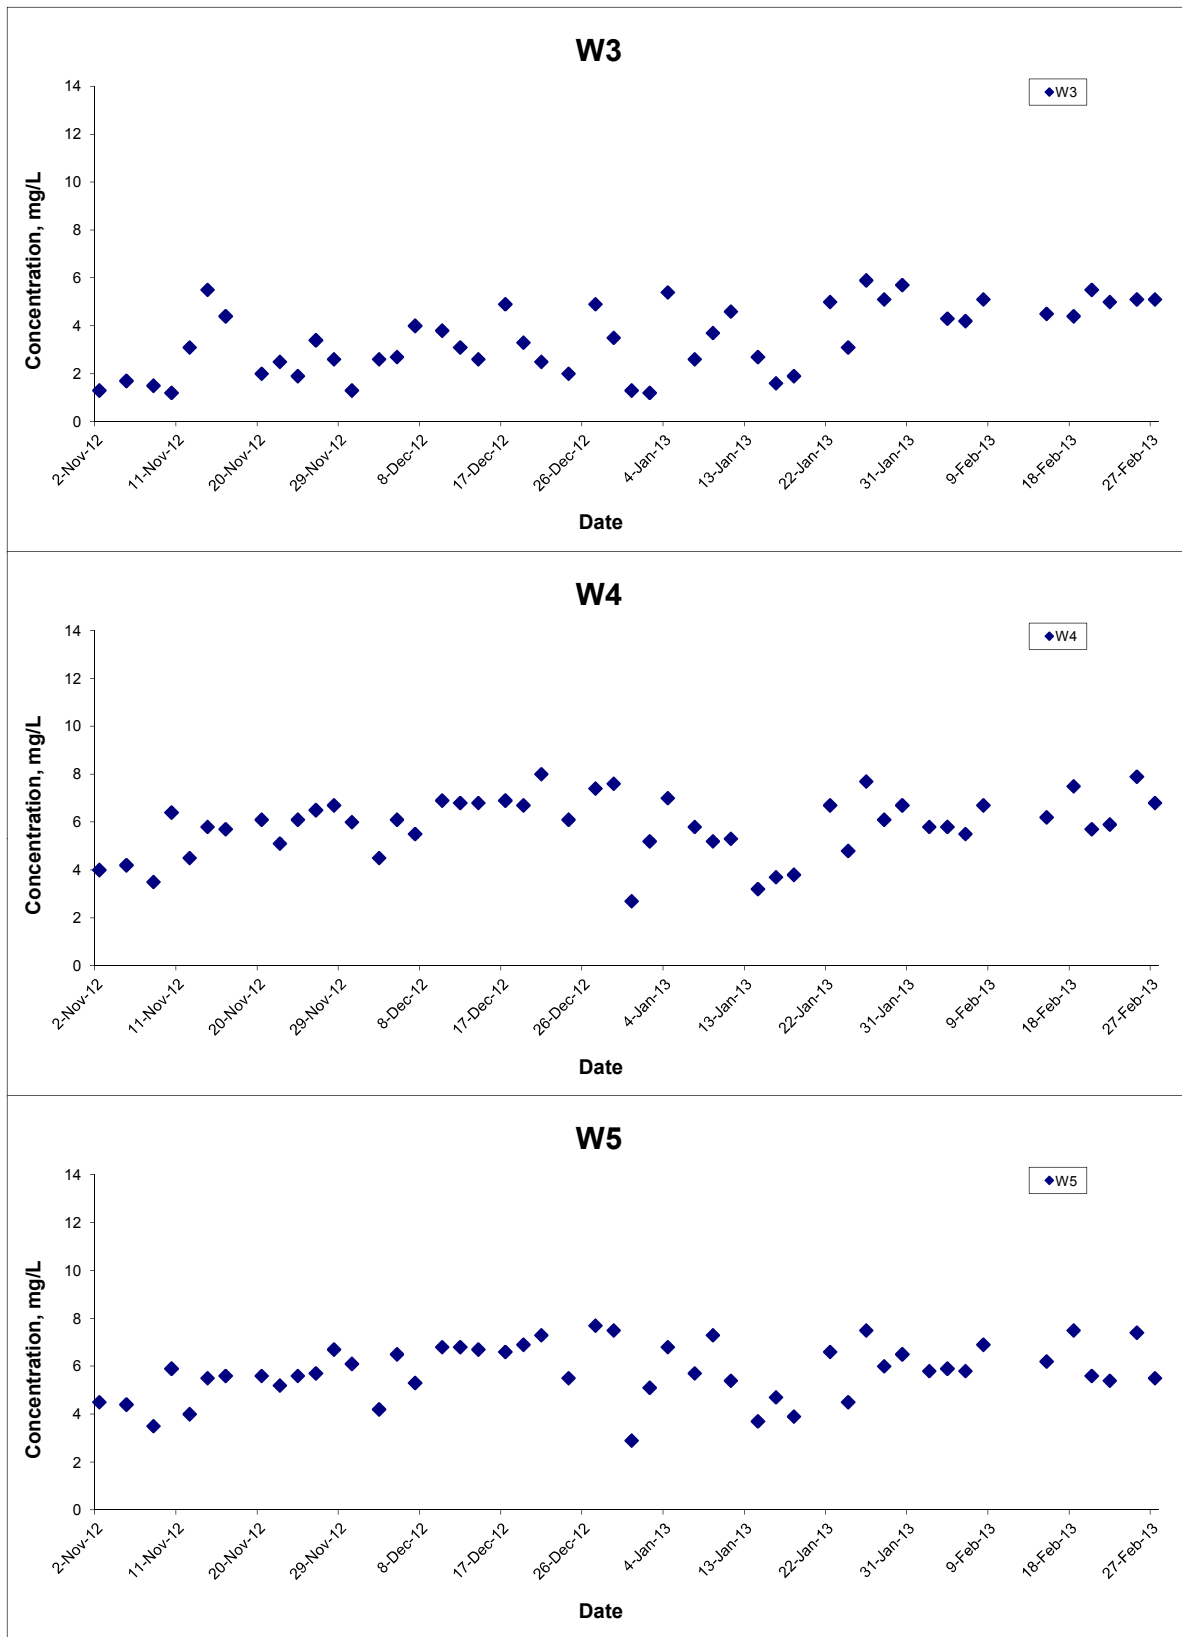 W3
W3
14
12
10
8
6
4
2
0
Concentration, mg/L
2-Nov-12 11-Nov-12 20-Nov-12 29-Nov-12 8-Dec-12 17-Dec-12 26-Dec-12 4-Jan-13 13-Jan-13 22-Jan-13 31-Jan-13 9-Feb-13 18-Feb-13 27-Feb-13
Date
W4
W4
14
12
10
8
6
4
2
0
Concentration, mg/L
2-Nov-12 11-Nov-12 20-Nov-12 29-Nov-12 8-Dec-12 17-Dec-12 26-Dec-12 4-Jan-13 13-Jan-13 22-Jan-13 31-Jan-13 9-Feb-13 18-Feb-13 27-Feb-13
Date
W5
W5
14
12
10
8
6
4
2
0
Concentration, mg/L
2-Nov-12 11-Nov-12 20-Nov-12 29-Nov-12 8-Dec-12 17-Dec-12 26-Dec-12 4-Jan-13 13-Jan-13 22-Jan-13 31-Jan-13 9-Feb-13 18-Feb-13 27-Feb-13
Date